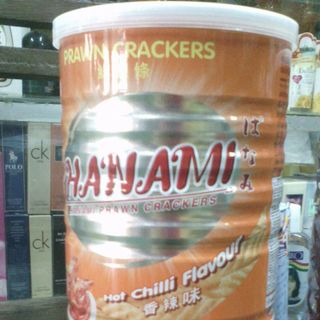 PRAWN CRACKERS
HANAMI
はなみ
PRAWN CRACKERS
Hot Chilli Flavour
香辣味
POLO
ck
ck